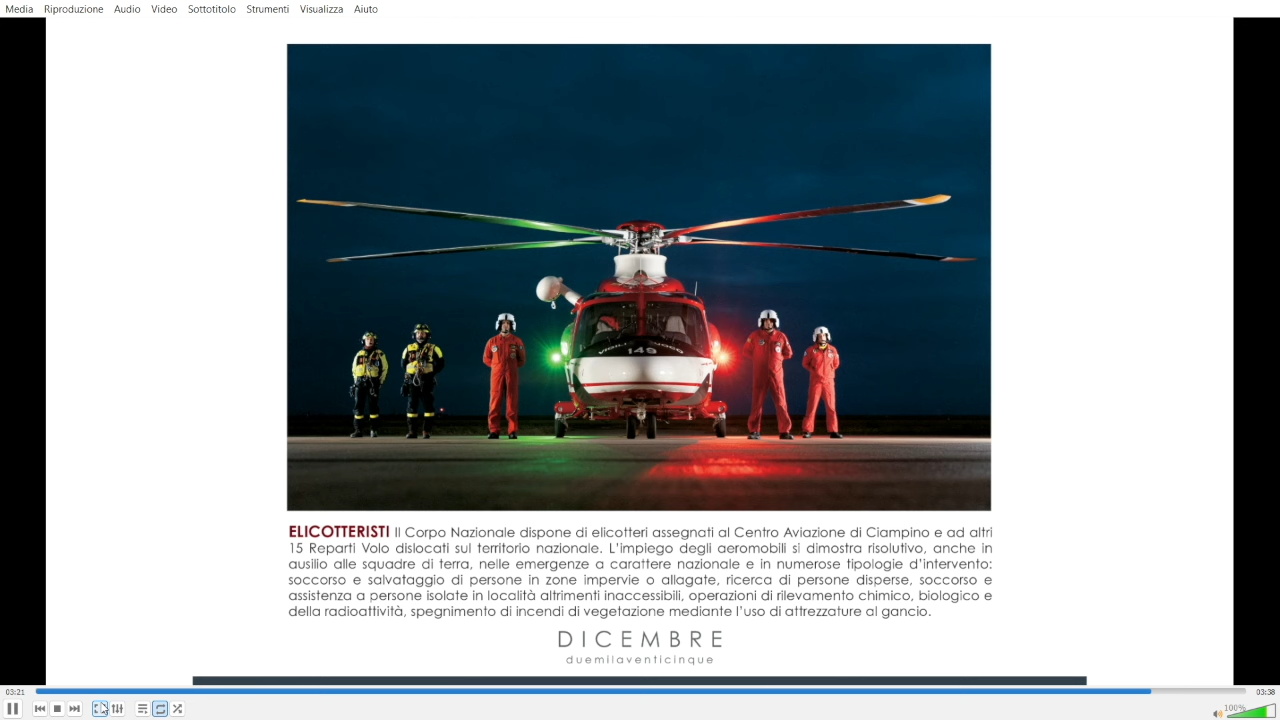 Media Riproduzione Audio Video Sottotitolo Strumenti Visualizza Aiuto
VIGILI FUOCO
149
ELICOTTERISTI Il Corpo Nazionale dispone di elicotteri assegnati al Centro Aviazione di Ciampino e ad altri
15 Reparti Volo dislocati sul territorio nazionale. L'impiego degli aeromobili si dimostra risolutivo, anche in
ausilio alle squadre di terra, nelle emergenze a carattere nazionale e in numerose tipologie d'intervento:
soccorso e salvataggio di persone in zone impervie o allagate, ricerca di persone disperse, soccorso e
assistenza a persone isolate in località altrimenti inaccessibili, operazioni di rilevamento chimico, biologico e
della radioattività, spegnimento di incendi di vegetazione mediante l'uso di attrezzature al gancio.
DICEMBRE
duemilaventicinque
03:21 03:38
100%